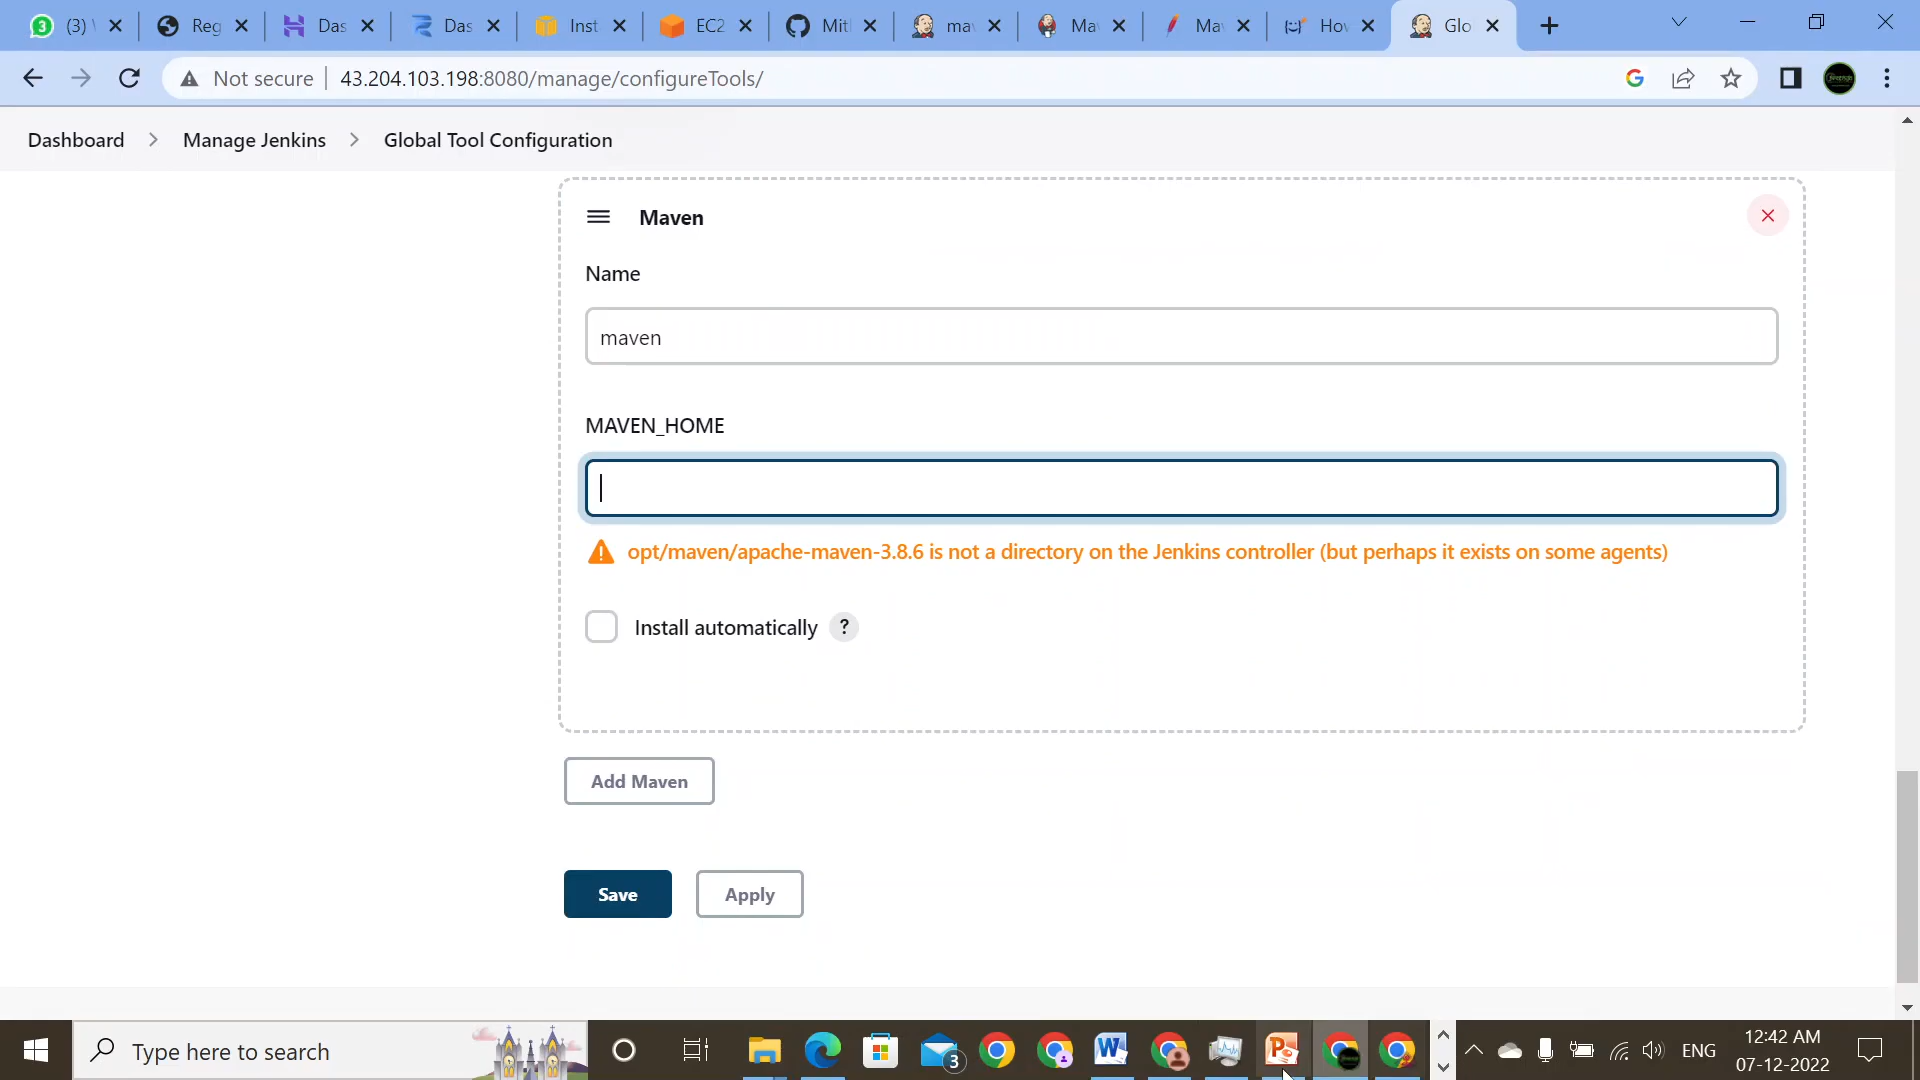 (3)
Reg
Das
Das
Inst
EC2
Mit
ma
Ma
Ma
How
Glo
Not secure
43.204.103.198:8080/manage/configureTools/
Dashboard
Manage Jenkins
Global Tool Configuration
Maven
Name
maven
MAVEN_HOME
opt/maven/apache-maven-3.8.6 is not a directory on the Jenkins controller (but perhaps it exists on some agents)
Install automatically ?
Add Maven
Save
Apply
Type here to search
3
ENG
12:42 AM
07-12-2022